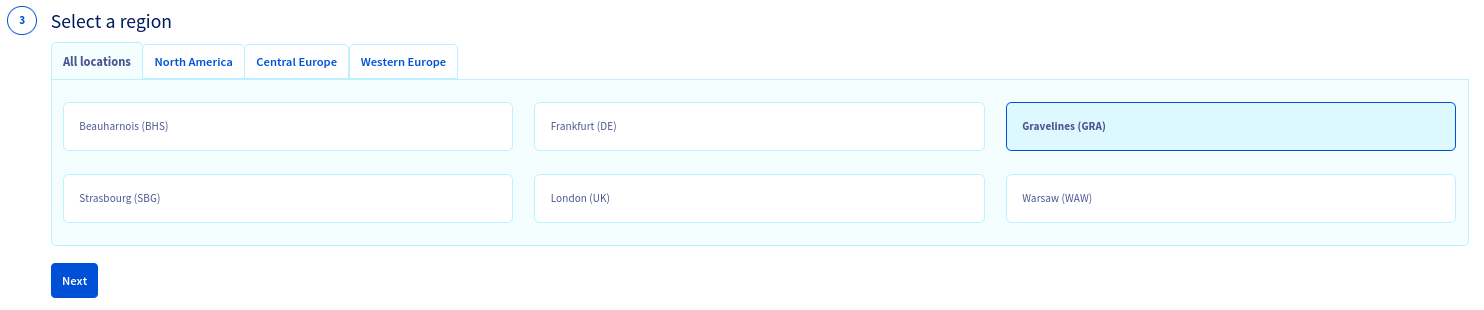 3
Select a region
All locations North America Central Europe Western Europe
Beauharnois (BHS) Frankfurt (DE) Gravelines (GRA)
Strasbourg (SBG) London (UK) Warsaw (WAW)
Next